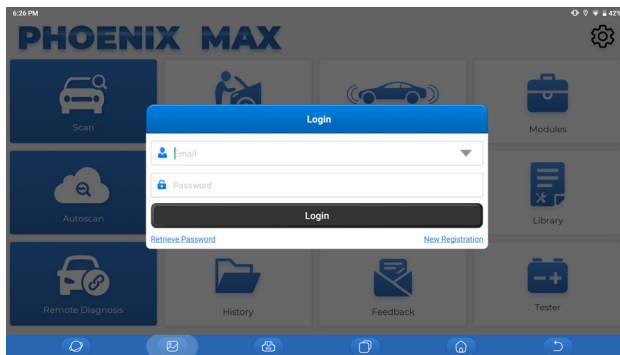 6:26 PM
42%
PHOENIX MAX
Scan
Modules
Login
Email
Password
Login
Retrieve Password
New Registration
Autoscan
Library
Remote Diagnosis
History
Feedback
Tester